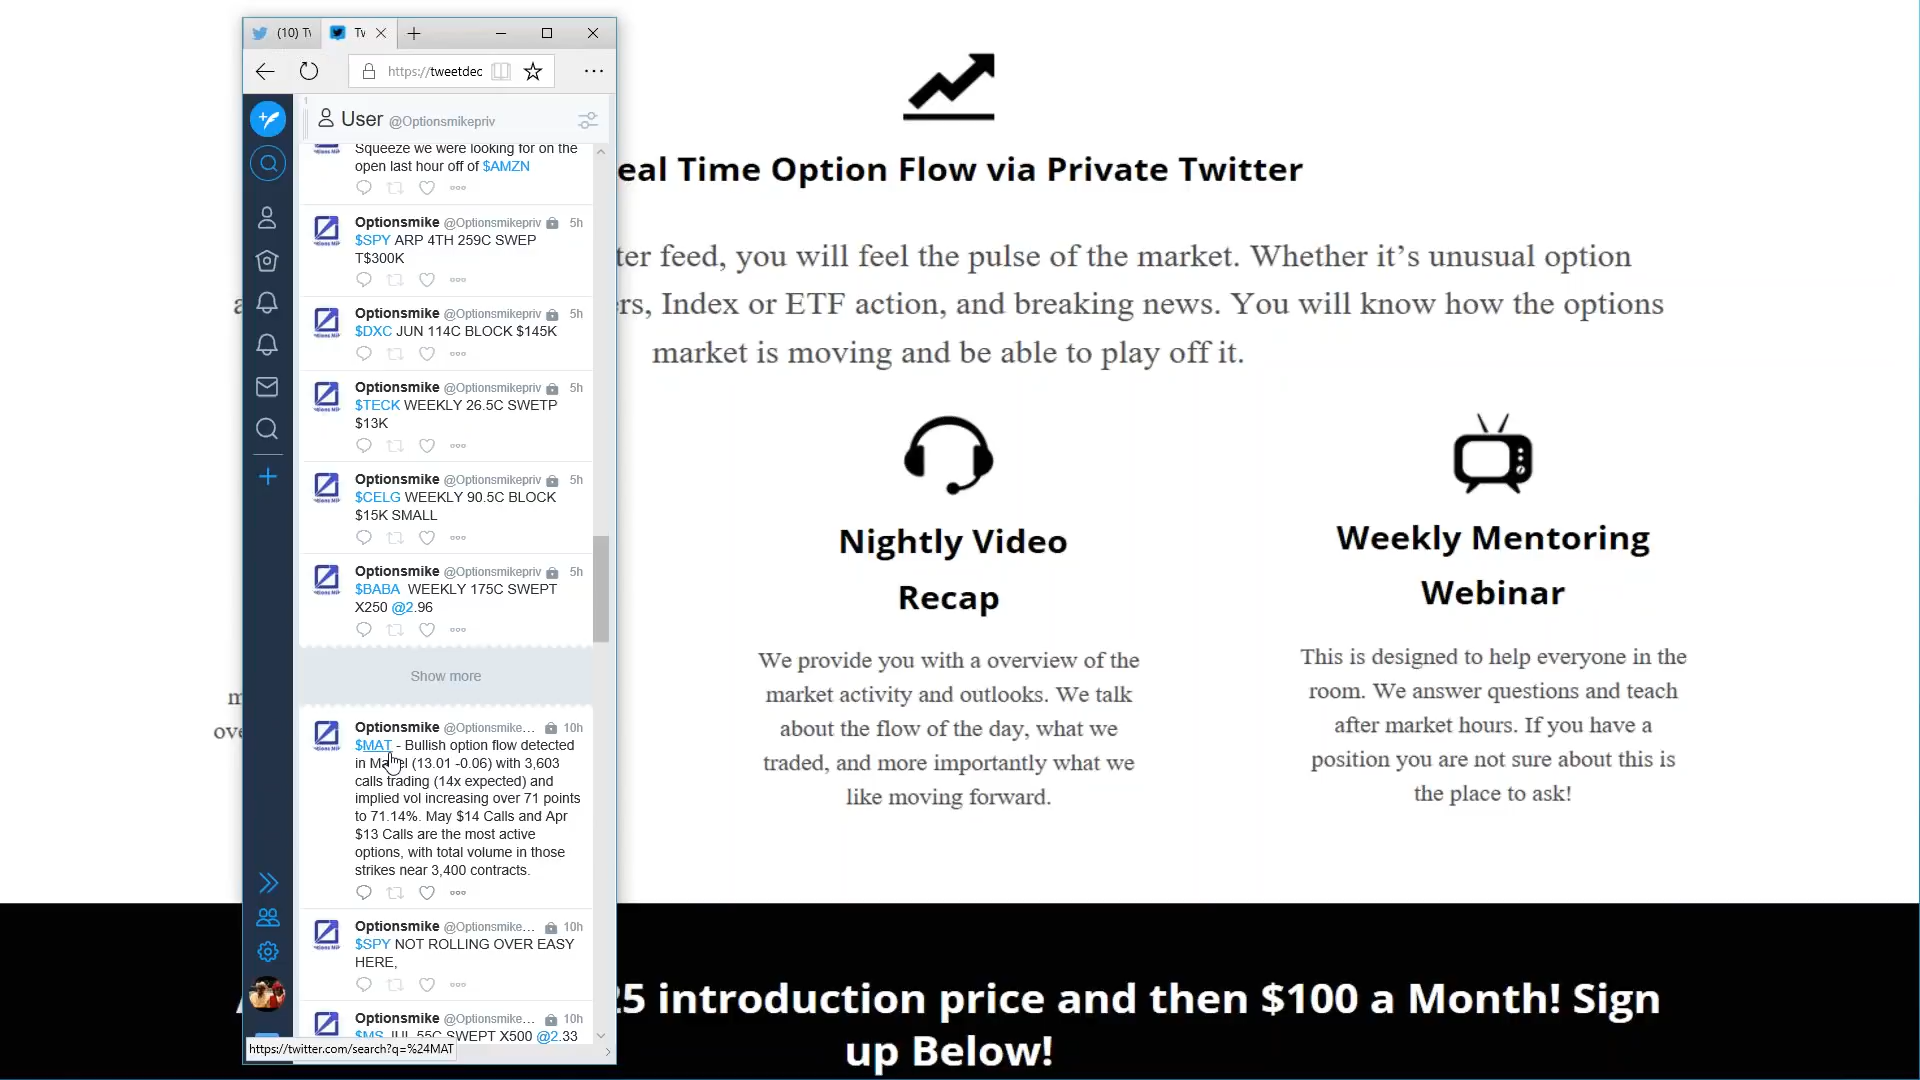 (10) Tw
Tw
https://tweetdec
1
User @Optionsmikepriv
Squeeze we were looking for on the
open last hour off of $AMZN
Optionsmike @Optionsmikepriv 5h
$SPY ARP 4TH 259C SWEP
T$300K
Optionsmike @Optionsmikepriv 5h
$DXC JUN 114C BLOCK $145K
Optionsmike @Optionsmikepriv 5h
$TECK WEEKLY 26.5C SWETP
$13K
Optionsmike @Optionsmikepriv 5h
$CELG WEEKLY 90.5C BLOCK
$15K SMALL
Optionsmike @Optionsmikepriv 5h
$BABA WEEKLY 175C SWEPT
X250 @2.96
Show more
Optionsmike @Optionsmike... 10h
$MAT - Bullish option flow detected
in Mattel (13.01 -0.06) with 3,603
calls trading (14x expected) and
implied vol increasing over 71 points
to 71.14%. May $14 Calls and Apr
$13 Calls are the most active
options, with total volume in those
strikes near 3,400 contracts.
Optionsmike @Optionsmike... 10h
$SPY NOT ROLLING OVER EASY
HERE,
Optionsmike @Optionsmike... 10h
$MS JUL 55C SWEPT X500 @2.33
https://twitter.com/search?q=%24MAT
eal Time Option Flow via Private Twitter
ter feed, you will feel the pulse of the market. Whether it’s unusual option
rs, Index or ETF action, and breaking news. You will know how the options
market is moving and be able to play off it.
Nightly Video
Recap
We provide you with a overview of the
market activity and outlooks. We talk
about the flow of the day, what we
traded, and more importantly what we
like moving forward.
Weekly Mentoring
Webinar
This is designed to help everyone in the
room. We answer questions and teach
after market hours. If you have a
position you are not sure about this is
the place to ask!
m
ove
25 introduction price and then $100 a Month! Sign
up Below!